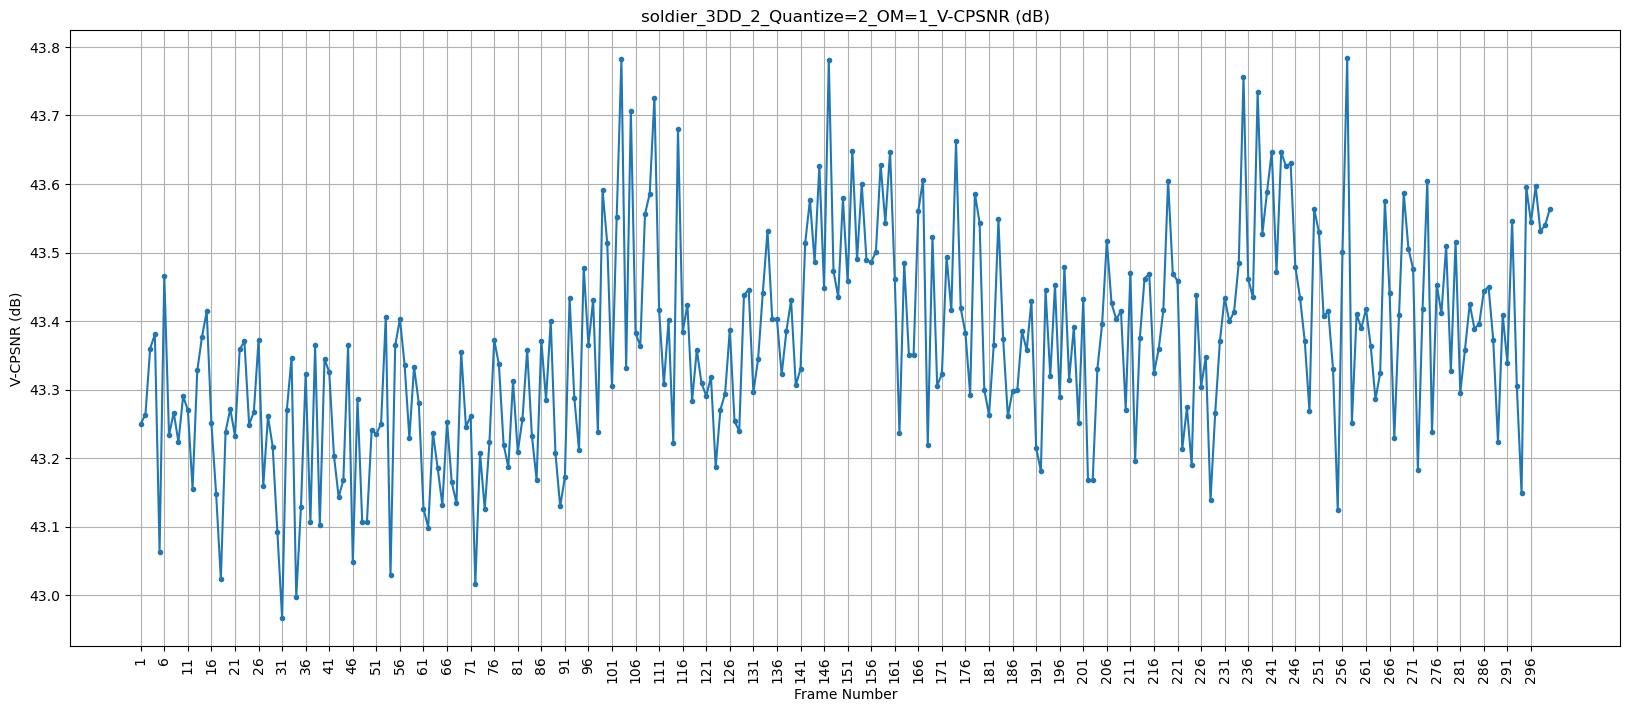 soldier_3DD_2_Quantize=2_OM=1_V-CPSNR (dB)
V-CPSNR (dB)
43.8
43.7
43.6
43.5
43.4
43.3
43.2
43.1
43.0
1 6 11 16 21 26 31 36 41 46 51 56 61 66 71 76 81 86 91 96 101 106 111 116 121 126 131 136 141 146 151 156 161 166 171 176 181 186 191 196 201 206 211 216 221 226 231 236 241 246 251 256 261 266 271 276 281 286 291 296
Frame Number